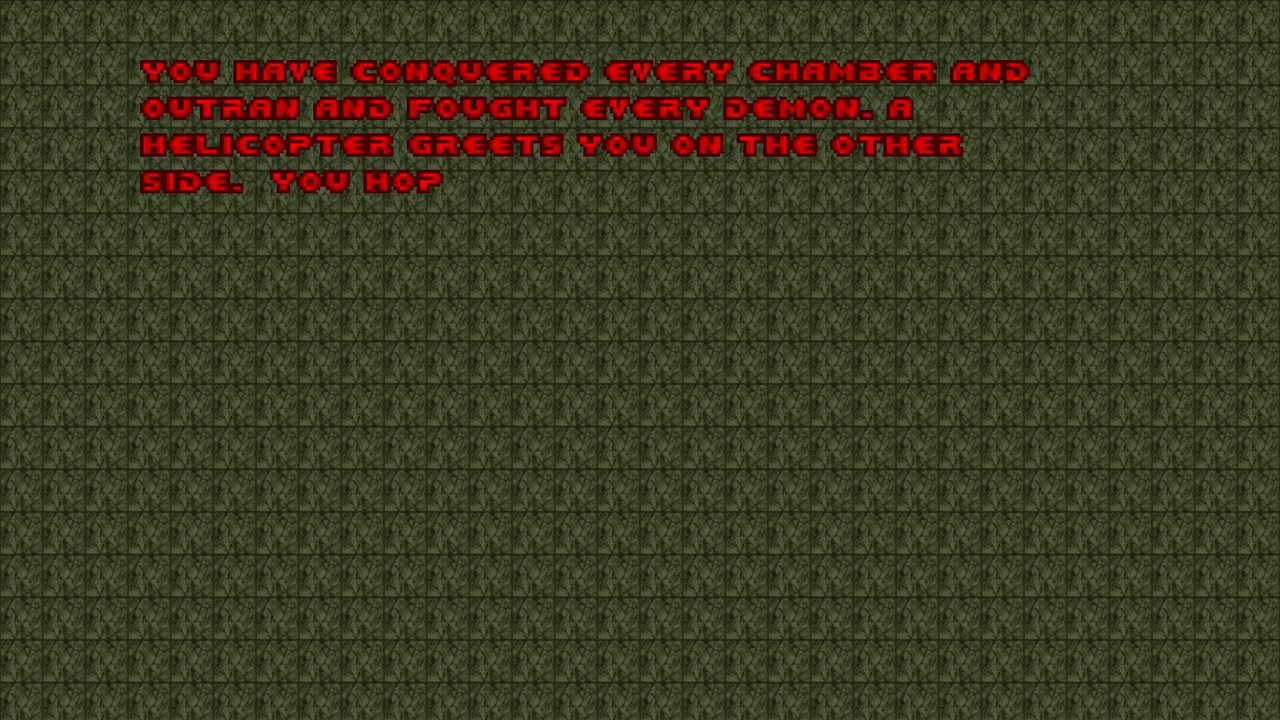 YOU HAVE CONQUERED EVERY CHAMBER AND
OUTRAN AND FOUGHT EVERY DEMON. A
HELICOPTER GREETS YOU ON THE OTHER
SIDE.  YOU HOP